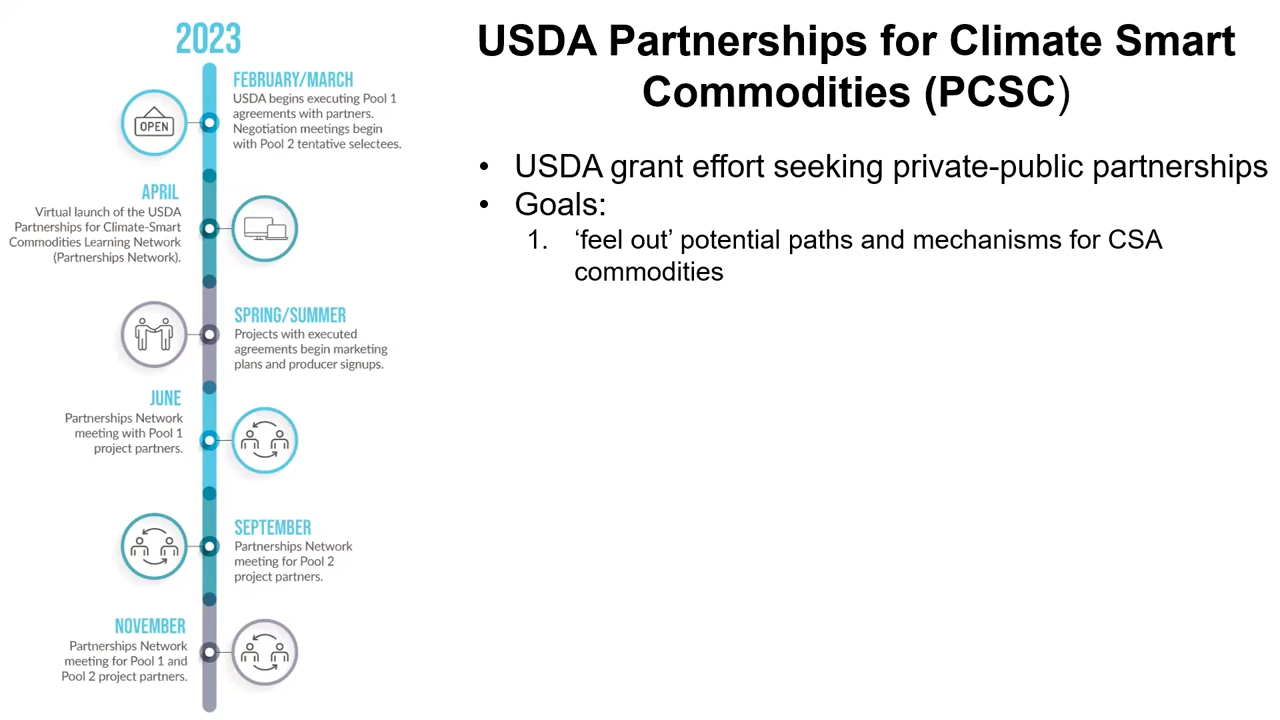 2023
FEBRUARY/MARCH
USDA begins executing Pool 1
agreements with partners.
Negotiation meetings begin
with Pool 2 tentative selectees.
OPEN
APRIL
Virtual launch of the USDA
Partnerships for Climate-Smart
Commodities Learning Network
(Partnerships Network).
SPRING/SUMMER
Projects with executed
agreements begin marketing
plans and producer signups.
JUNE
Partnerships Network
meeting with Pool 1
project partners.
SEPTEMBER
Partnerships Network
meeting for Pool 2
project partners.
NOVEMBER
Partnerships Network
meeting for Pool 1 and
Pool 2 project partners.
USDA Partnerships for Climate Smart
Commodities (PCSC)
• USDA grant effort seeking private-public partnerships
• Goals:
1. ‘feel out’ potential paths and mechanisms for CSA
commodities